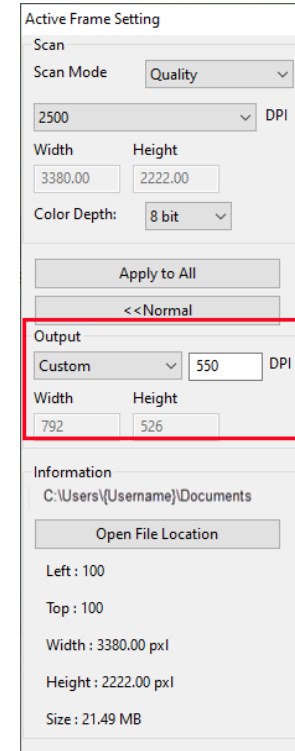 Active Frame Setting
Scan
Scan Mode Quality
2500 DPI
Width Height
3380.00 2222.00
Color Depth: 8 bit
Apply to All
<<Normal
Output
Custom 550 DPI
Width Height
792 526
Information
C:\Users\{Username}\Documents
Open File Location
Left : 100
Top : 100
Width : 3380.00 pxl
Height : 2222.00 pxl
Size : 21.49 MB